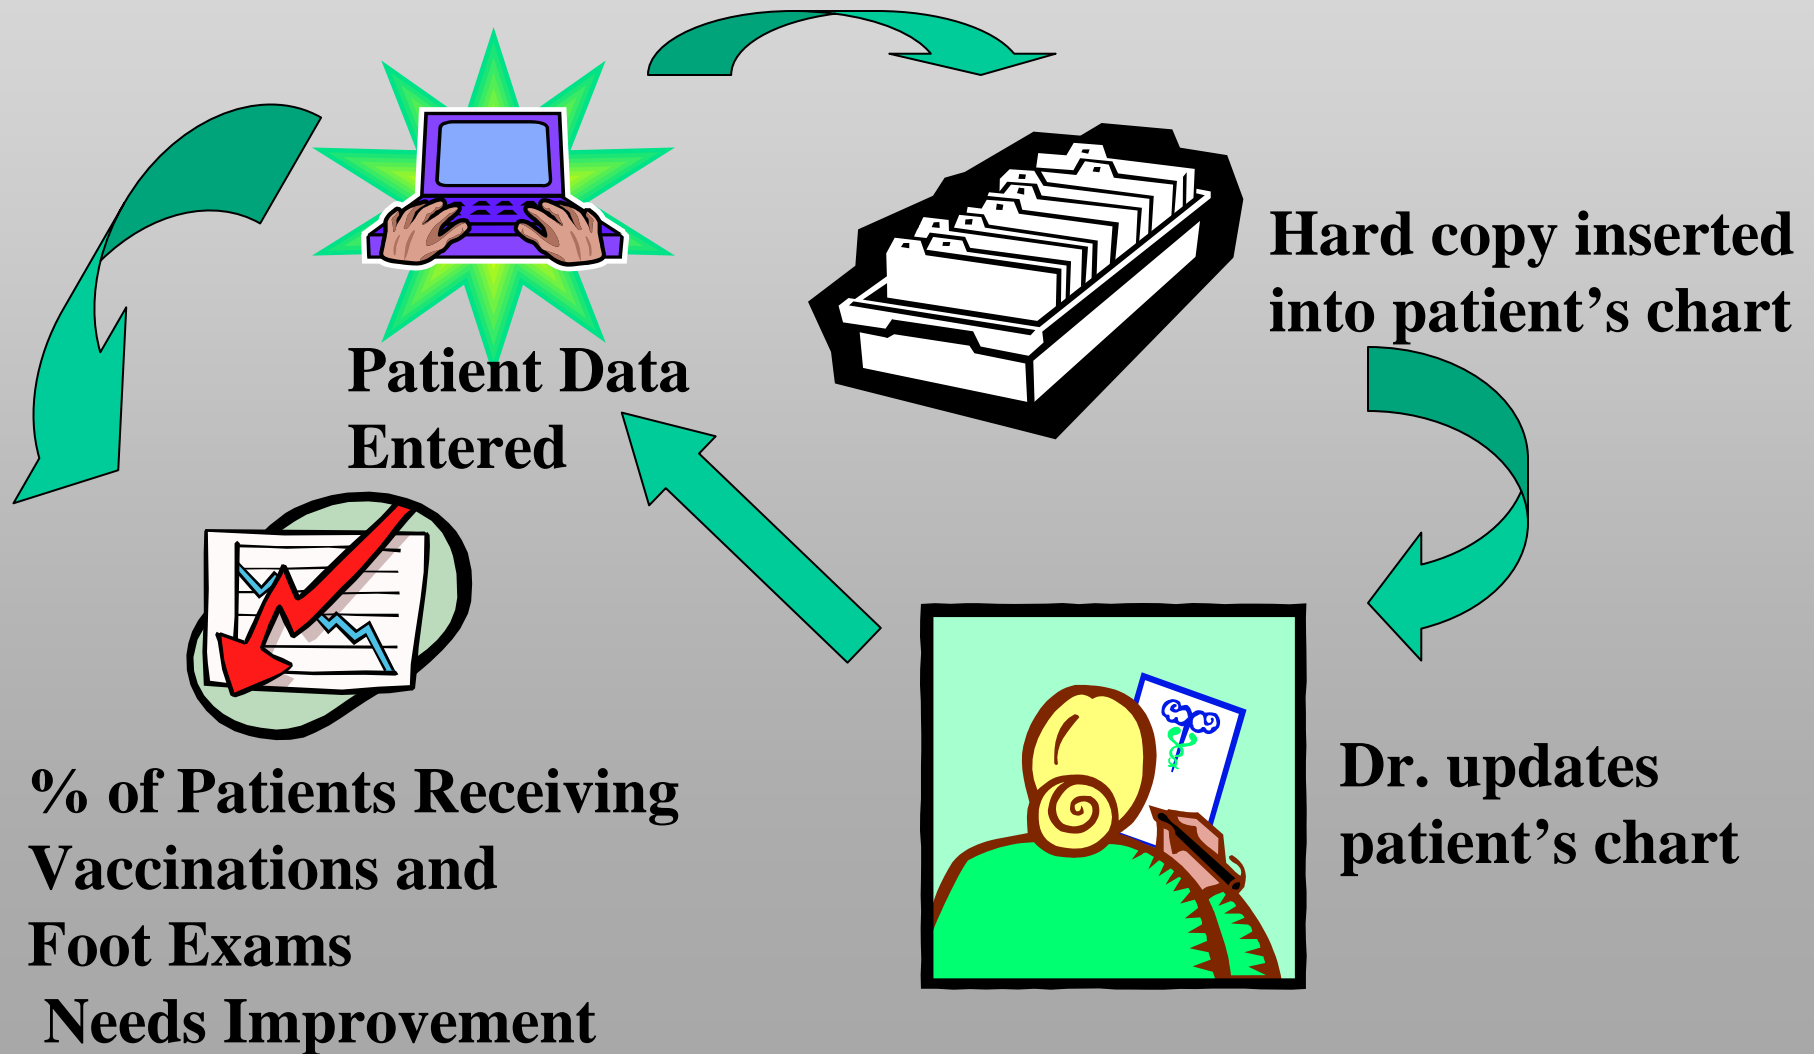 Patient Data
Entered
Hard copy inserted
into patient’s chart
Dr. updates
patient’s chart
% of Patients Receiving
Vaccinations and
Foot Exams
Needs Improvement